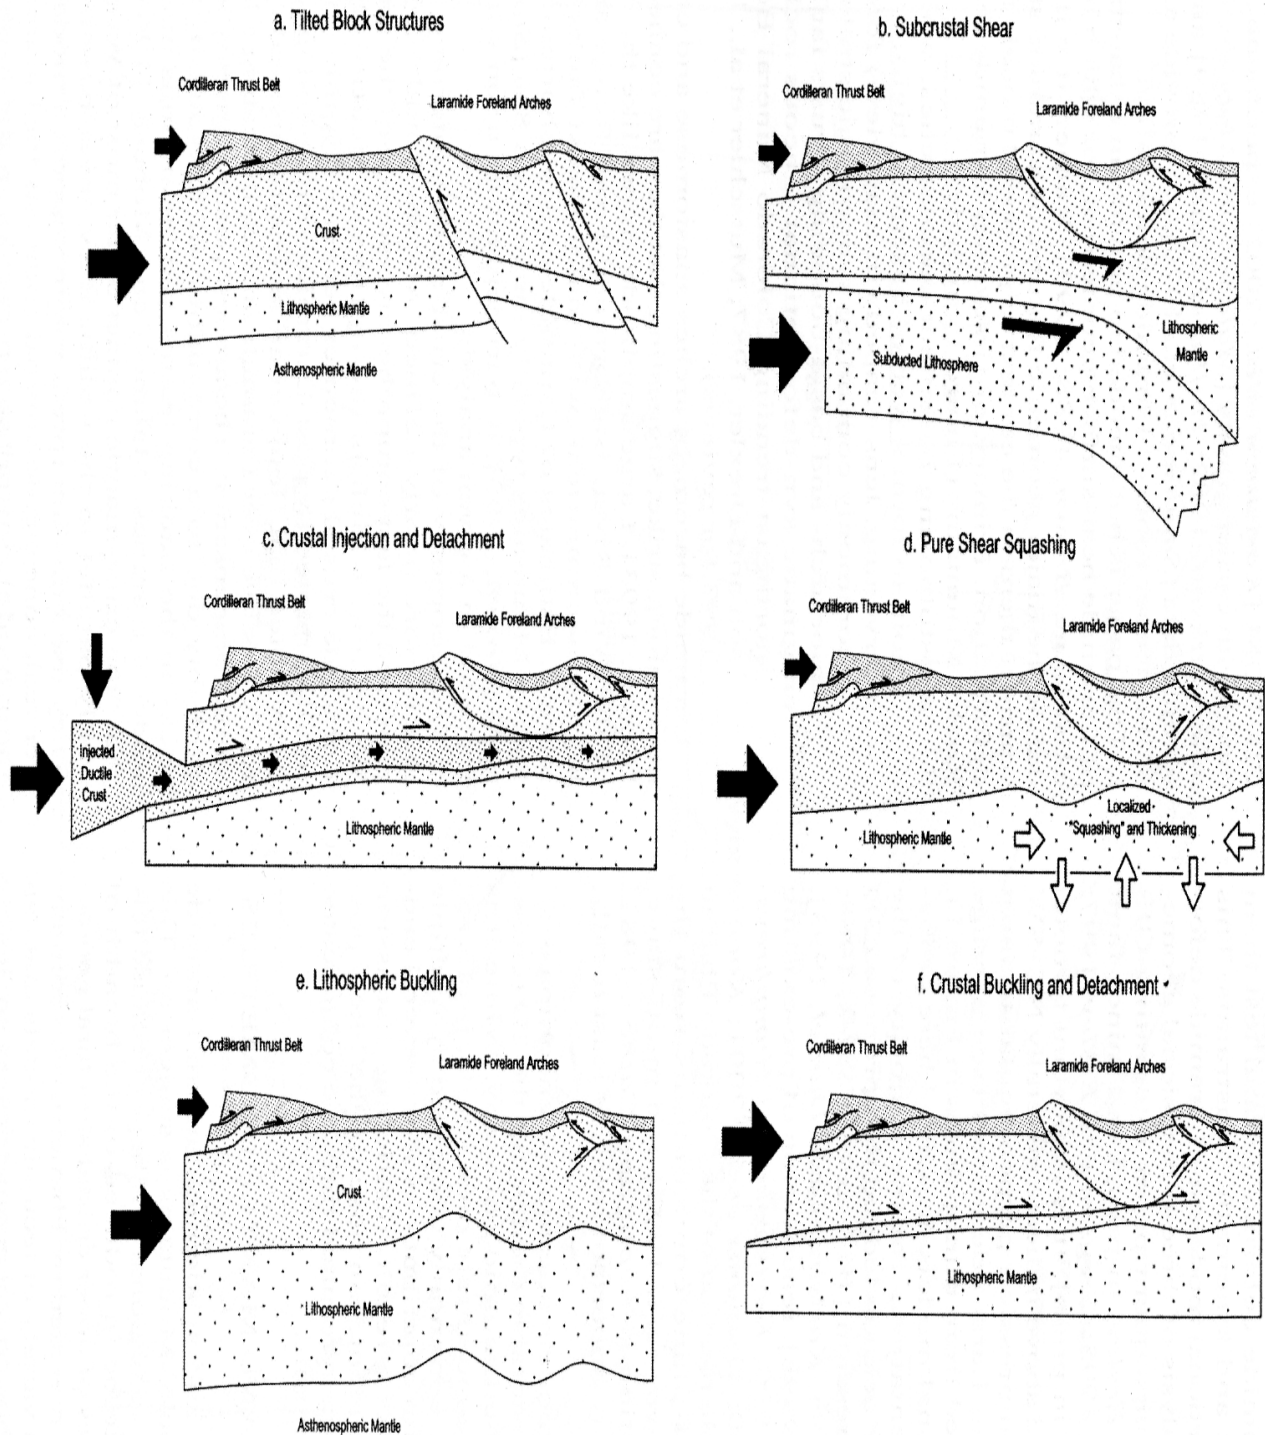 a. Tilted Block Structures
Cordilleran Thrust Belt
Laramide Foreland Arches
Crust
Lithospheric Mantle
Asthenospheric Mantle
b. Subcrustal Shear
Cordilleran Thrust Belt
Laramide Foreland Arches
Subducted Lithosphere
Lithospheric
Mantle
c. Crustal Injection and Detachment
Cordilleran Thrust Belt
Laramide Foreland Arches
Injected
Ductile
Crust
Lithospheric Mantle
d. Pure Shear Squashing
Cordilleran Thrust Belt
Laramide Foreland Arches
Lithospheric Mantle
Localized
"Squashing" and Thickening
e. Lithospheric Buckling
Cordilleran Thrust Belt
Laramide Foreland Arches
Crust
Lithospheric Mantle
Asthenospheric Mantle
f. Crustal Buckling and Detachment
Cordilleran Thrust Belt
Laramide Foreland Arches
Lithospheric Mantle